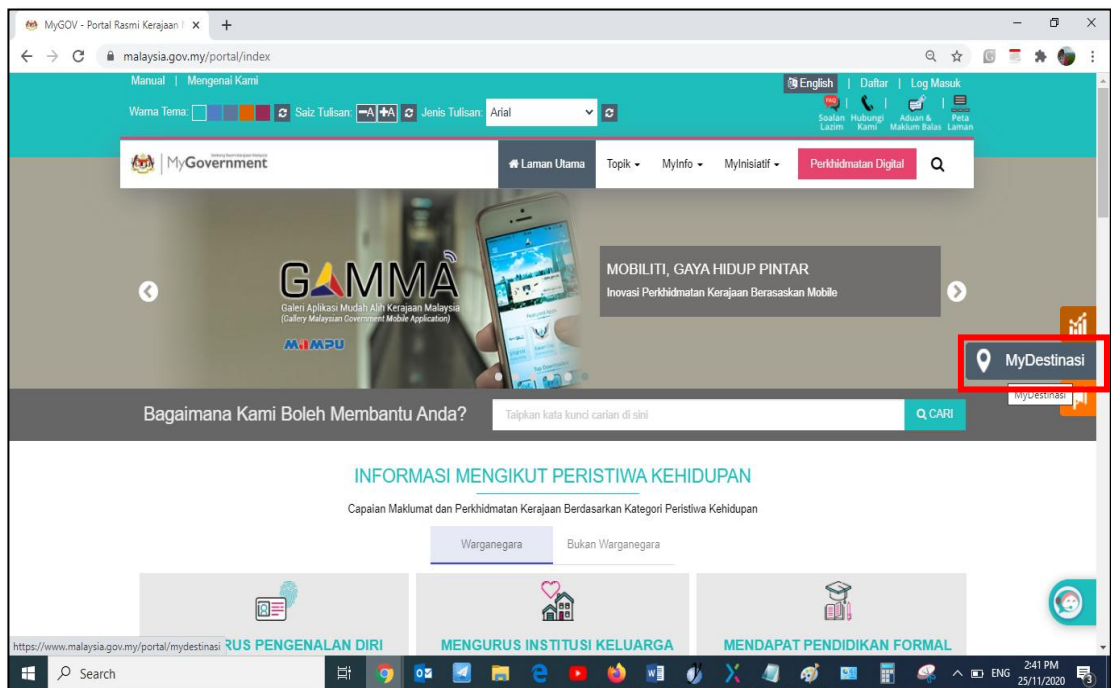 MyGOV - Portal Rasmi Kerajaan
malaysia.gov.my/portal/index
Manual | Mengenai Kami
English | Daftar | Log Masuk
Warna Tema: Saiz Tulisan: -A +A Jenis Tulisan: Arial
FAQ
Soalan Lazim
Hubungi Kami
Aduan & Maklum Balas
Peta Laman
MyGovernment
Laman Utama Topik MyInfo MyInisiatif Perkhidmatan Digital
GAMMA
Galeri Aplikasi Mudah Alih Kerajaan Malaysia
(Gallery Malaysian Government Mobile Application)
MAMPU
MOBILITI, GAYA HIDUP PINTAR
Inovasi Perkhidmatan Kerajaan Berasaskan Mobile
MyDestinasi
MyDestinasi
Bagaimana Kami Boleh Membantu Anda?
Taipkan kata kunci carian di sini
CARI
INFORMASI MENGIKUT PERISTIWA KEHIDUPAN
Capaian Maklumat dan Perkhidmatan Kerajaan Berdasarkan Kategori Peristiwa Kehidupan
Warganegara Bukan Warganegara
RUS PENGENALAN DIRI
MENGURUS INSTITUSI KELUARGA
MENDAPAT PENDIDIKAN FORMAL
https://www.malaysia.gov.my/portal/mydestinasi
Search
ENG
2:41 PM
25/11/2020
3